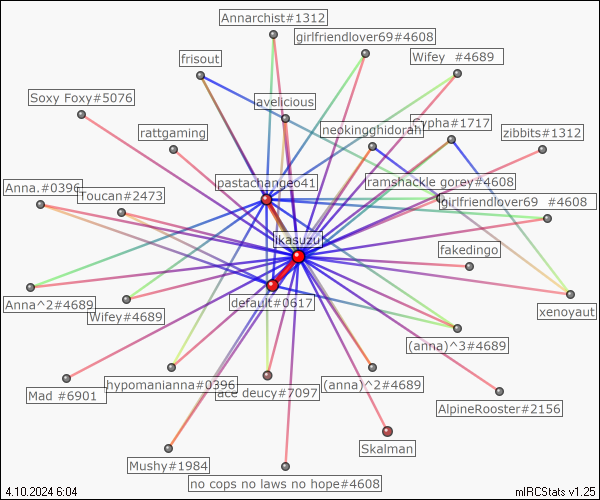 Annarchist#1312
girlfriendlover69#4608
Wifey #4689
frisout
Soxy Foxy#5076
avelicious
rattgaming
neokingghidorah
Cypha#1717
zibbits#1312
pastachangeo41
ramshackle gorey#4608
Anna.#0396
Toucan#2473
girlfriendlover69 #4608
ikasuzu
fakedingo
Anna^2#4689
Wifey#4689
default#0617
xenoyaut
(anna)^3#4689
hypomanianna#0396
ace deucy#7097
(anna)^2#4689
Mad #6901
AlpineRooster#2156
Skalman
Mushy#1984
no cops no laws no hope#4608
4.10.2024 6:04
mIRCStats v1.25